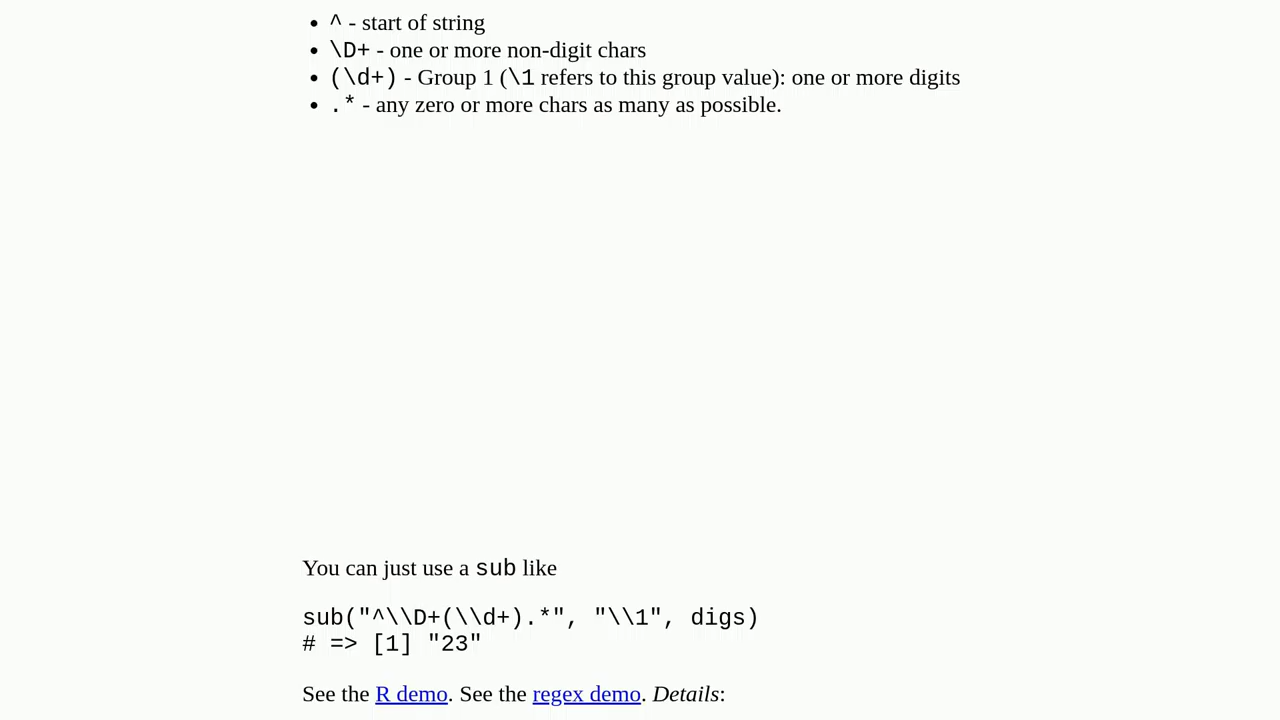 ^ - start of string
\D+ - one or more non-digit chars
(\d+) - Group 1 (\1 refers to this group value): one or more digits
.* - any zero or more chars as many as possible.
You can just use a sub like
sub("^\\D+(\\d+).*", "\\1", digs)
# => [1] "23"
See the R demo. See the regex demo. Details: